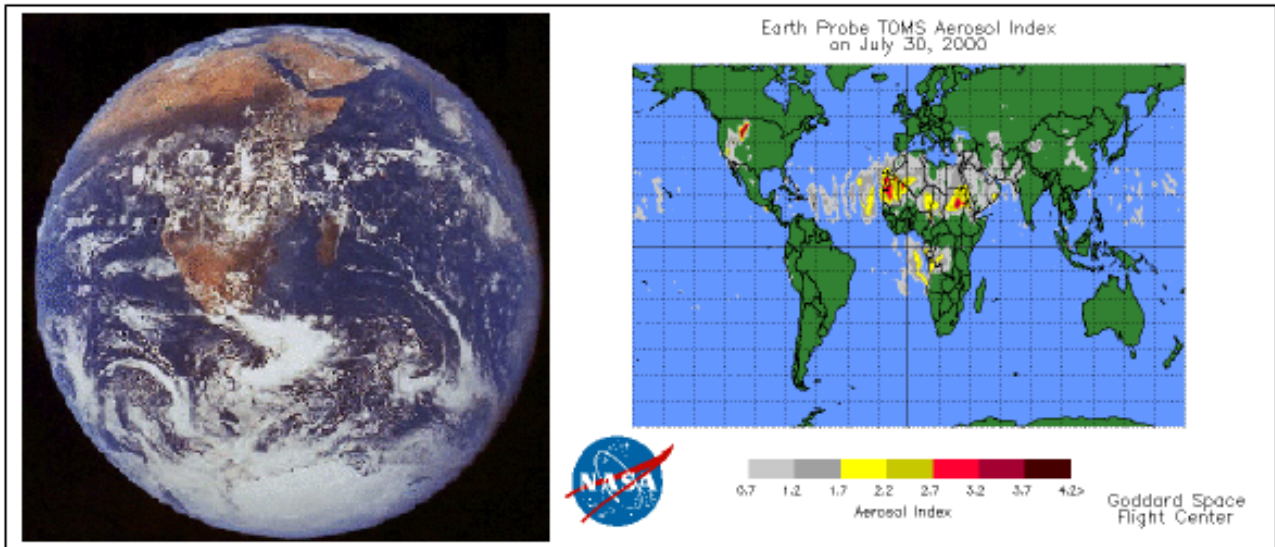 Earth Probe TOMS Aerosol Index
on July 30, 2000
NASA
0.7 1.2 1.7 2.2 2.7 3.2 3.7 4.2>
Aerosol Index
Goddard Space
Flight Center